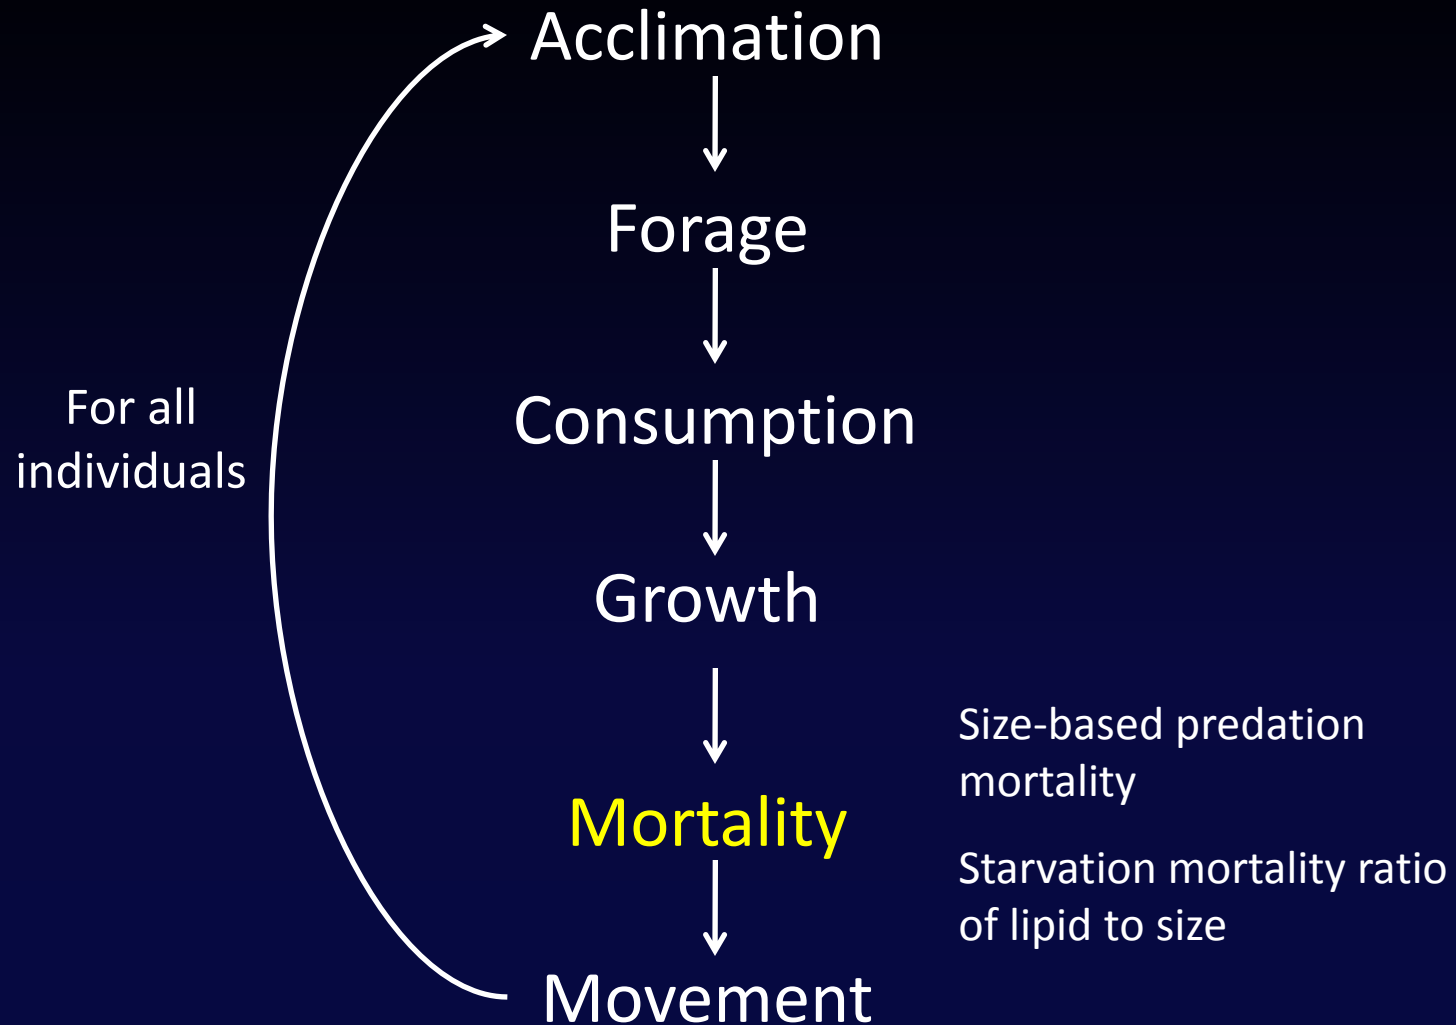 Acclimation
Forage
For all
individuals
Consumption
Growth
Size-based predation
mortality
Mortality
Starvation mortality ratio
of lipid to size
Movement